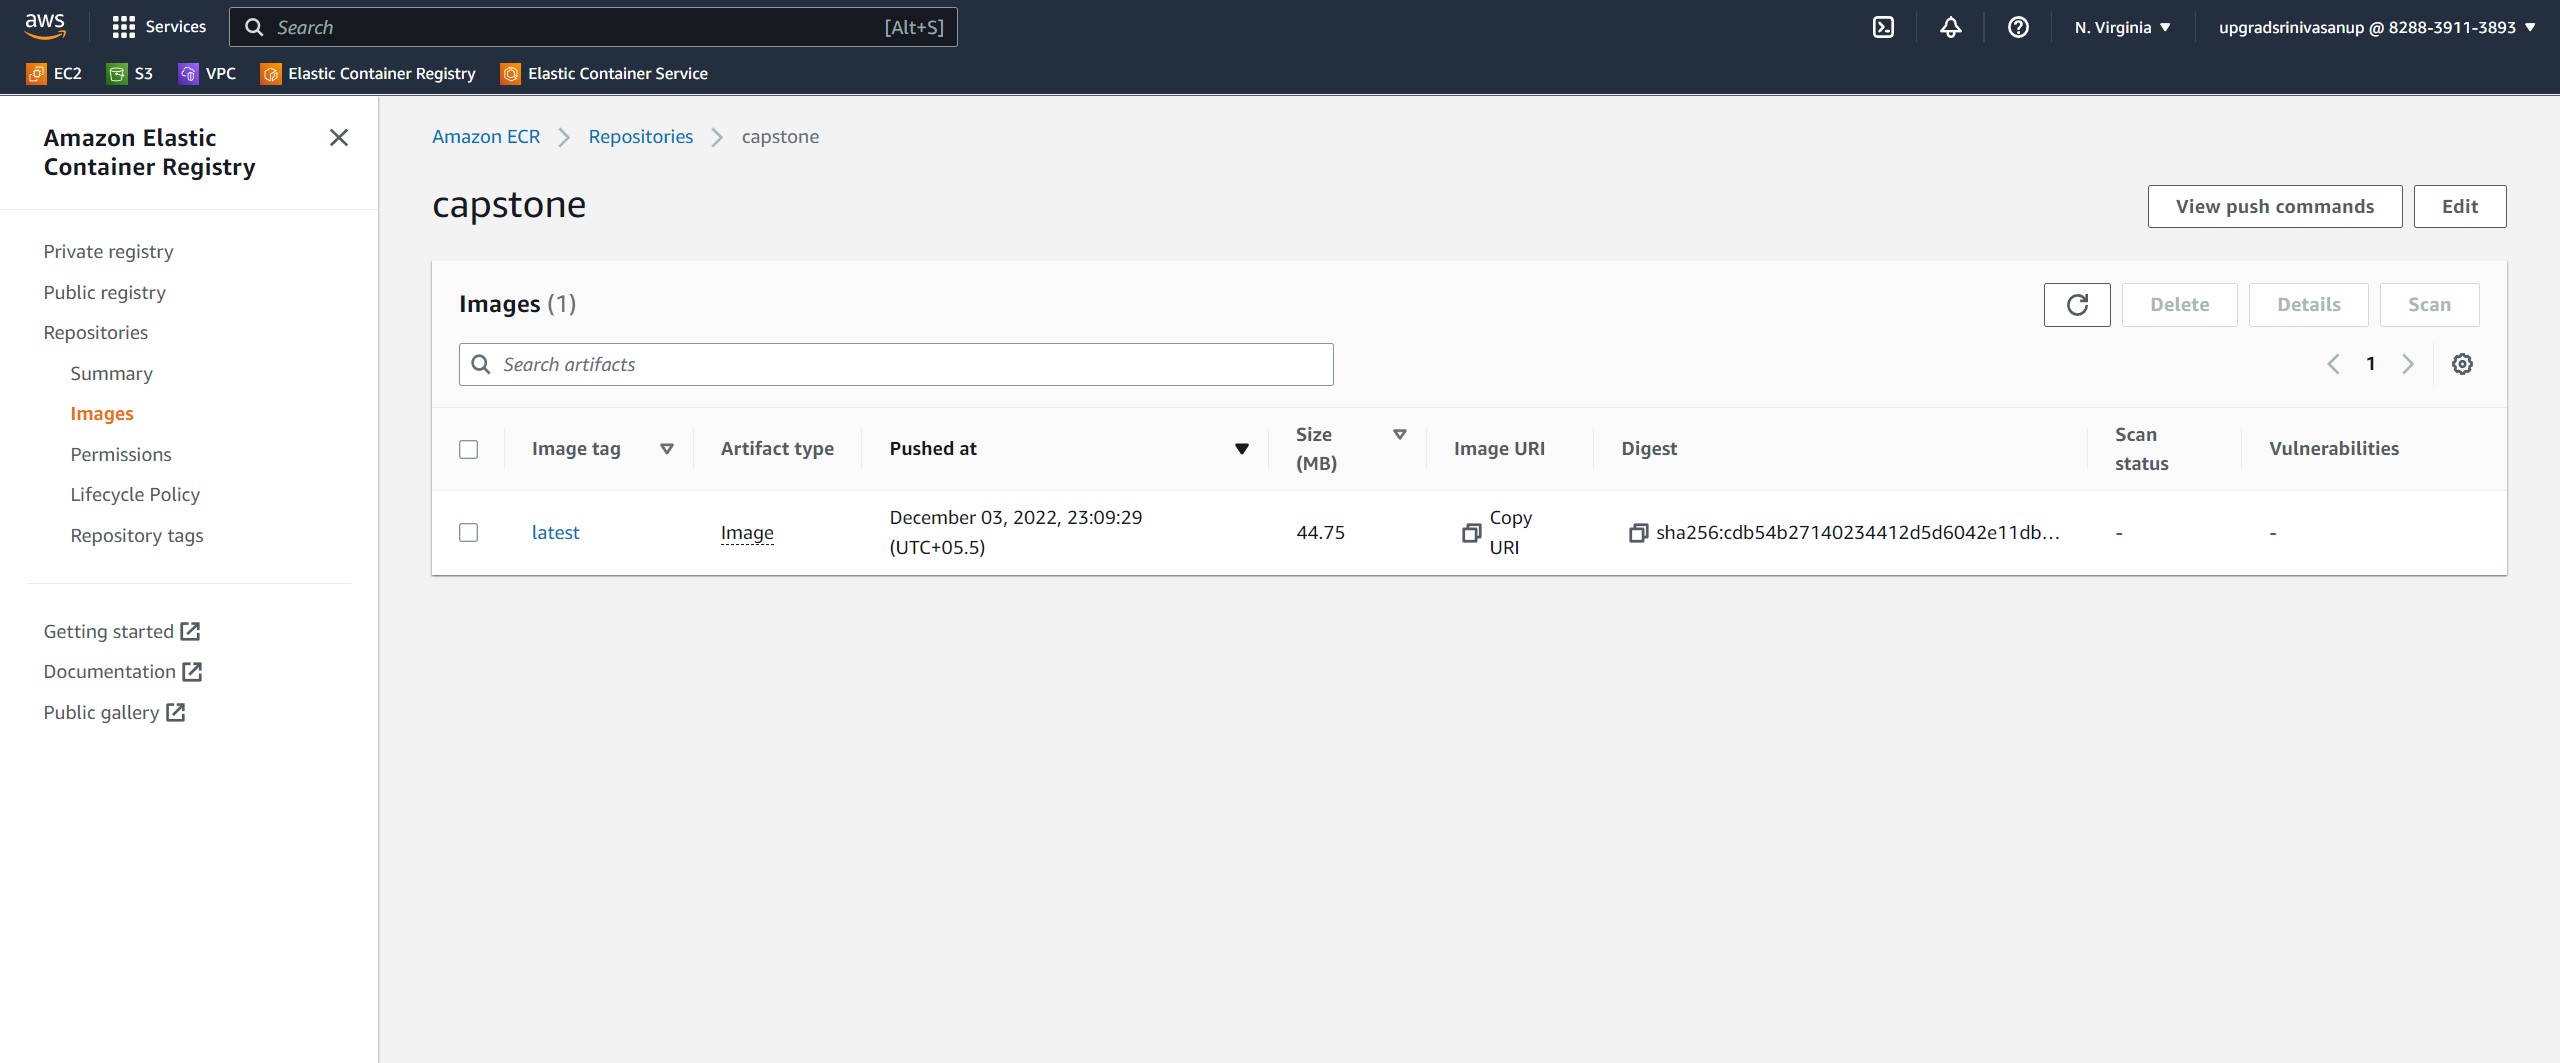 aws
Services
Search
[Alt+S]
N. Virginia
upgradsrinivasanup @ 8288-3911-3893
EC2
S3
VPC
Elastic Container Registry
Elastic Container Service
Amazon Elastic
Container Registry
Private registry
Public registry
Repositories
Summary
Images
Permissions
Lifecycle Policy
Repository tags
Getting started
Documentation
Public gallery
Amazon ECR
Repositories
capstone
capstone
View push commands
Edit
Images (1)
Delete
Details
Scan
Search artifacts
1
Image tag
Artifact type
Pushed at
Size
(MB)
Image URI
Digest
Scan
status
Vulnerabilities
latest
Image
December 03, 2022, 23:09:29
(UTC+05.5)
44.75
Copy
URI
sha256:cdb54b27140234412d5d6042e11db...
-
-